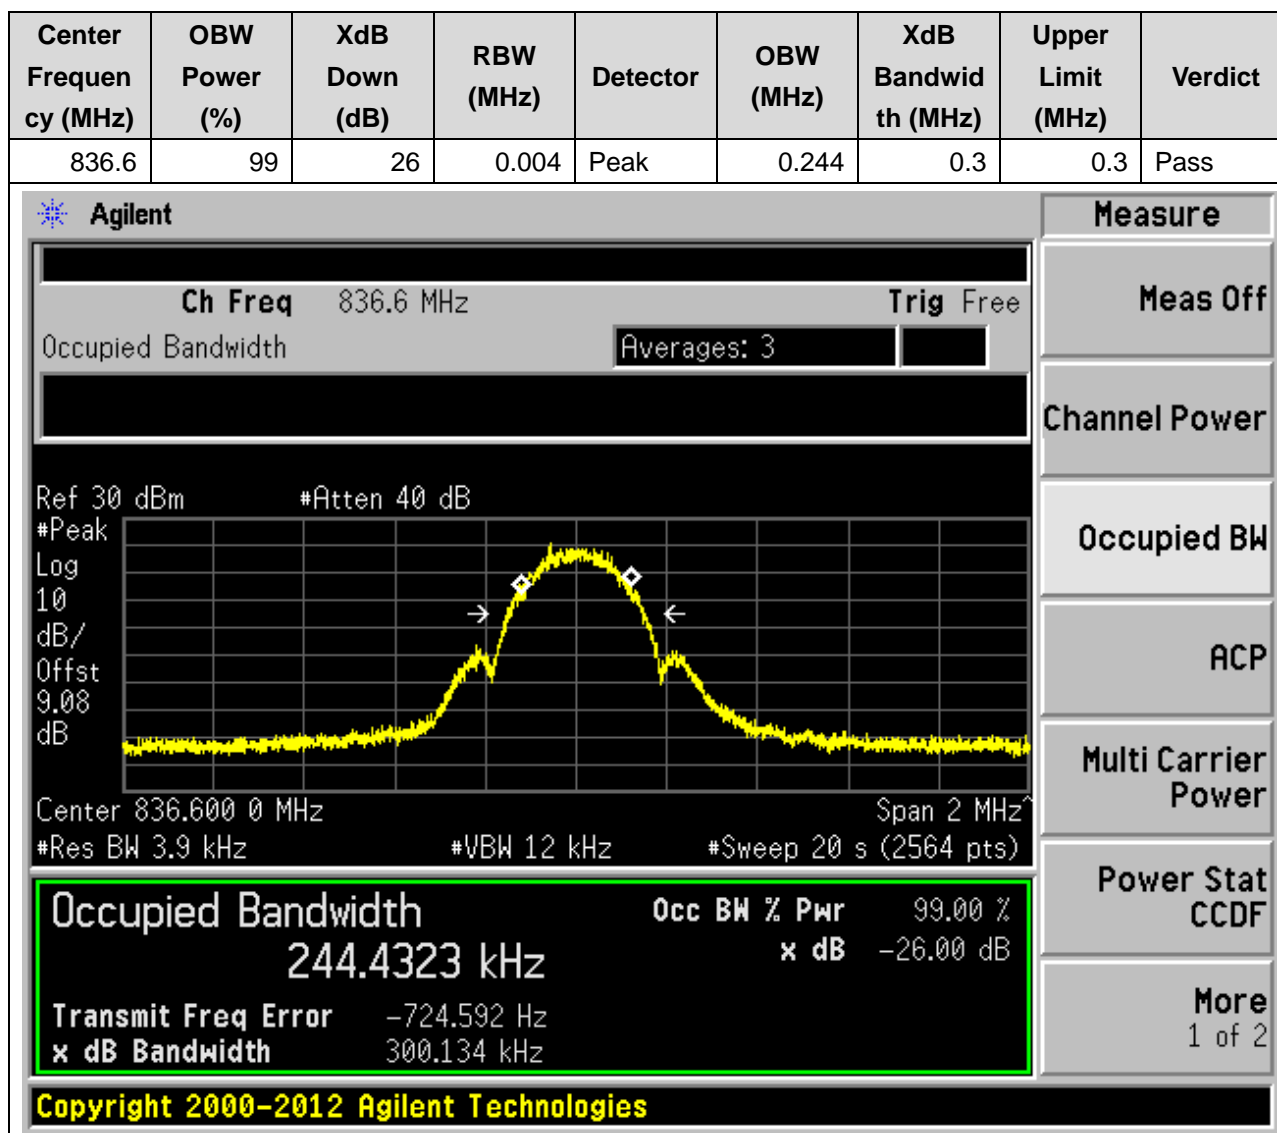 Center Frequen cy (MHz) | OBW Power (%) | XdB Down (dB) | RBW (MHz) | Detector | OBW (MHz) | XdB Bandwid th (MHz) | Upper Limit (MHz) | Verdict
836.6 | 99 | 26 | 0.004 | Peak | 0.244 | 0.3 | 0.3 | Pass
Agilent
Measure
Ch Freq 836.6 MHz Trig Free
Meas Off
Occupied Bandwidth Averages: 3
Channel Power
Ref 30 dBm #Atten 40 dB
#Peak
Log
10
dB/
Offst
9.08
dB
Occupied BW
ACP
Multi Carrier
Power
Center 836.600 0 MHz Span 2 MHz^
#Res BW 3.9 kHz #VBW 12 kHz #Sweep 20 s (2564 pts)
Power Stat
CCDF
Occupied Bandwidth Occ BW % Pwr 99.00 %
244.4323 kHz x dB -26.00 dB
Transmit Freq Error -724.592 Hz
x dB Bandwidth 300.134 kHz
More
1 of 2
Copyright 2000-2012 Agilent Technologies